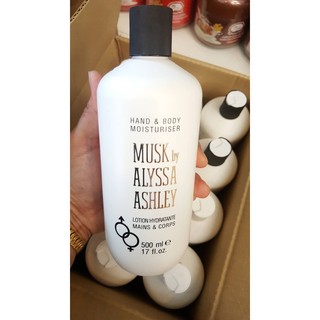 HAND & BODY
MOISTURISER
MUSK by
ALYSSA
ASHLEY
LOTION HYDRATANTE
MAINS & CORPS
500 ml e
17 fl.oz.